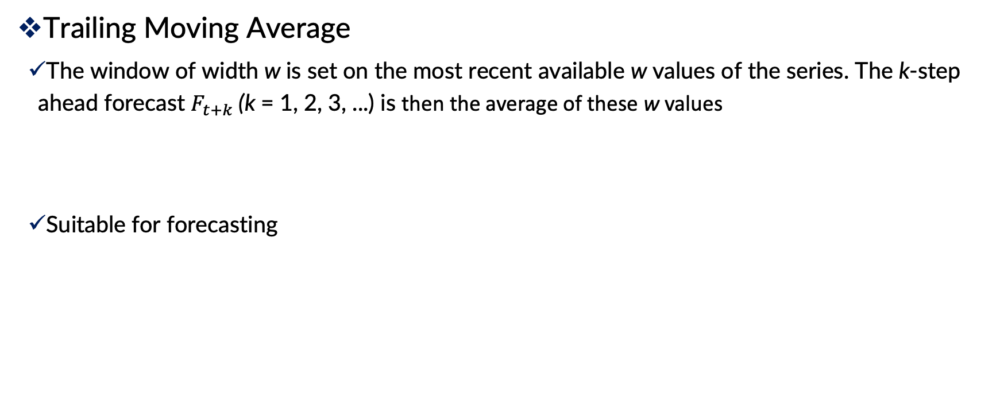 ❖Trailing Moving Average
✓The window of width w is set on the most recent available w values of the series. The k-step
ahead forecast Fₜ₊ₖ (k = 1, 2, 3, ...) is then the average of these w values
✓Suitable for forecasting